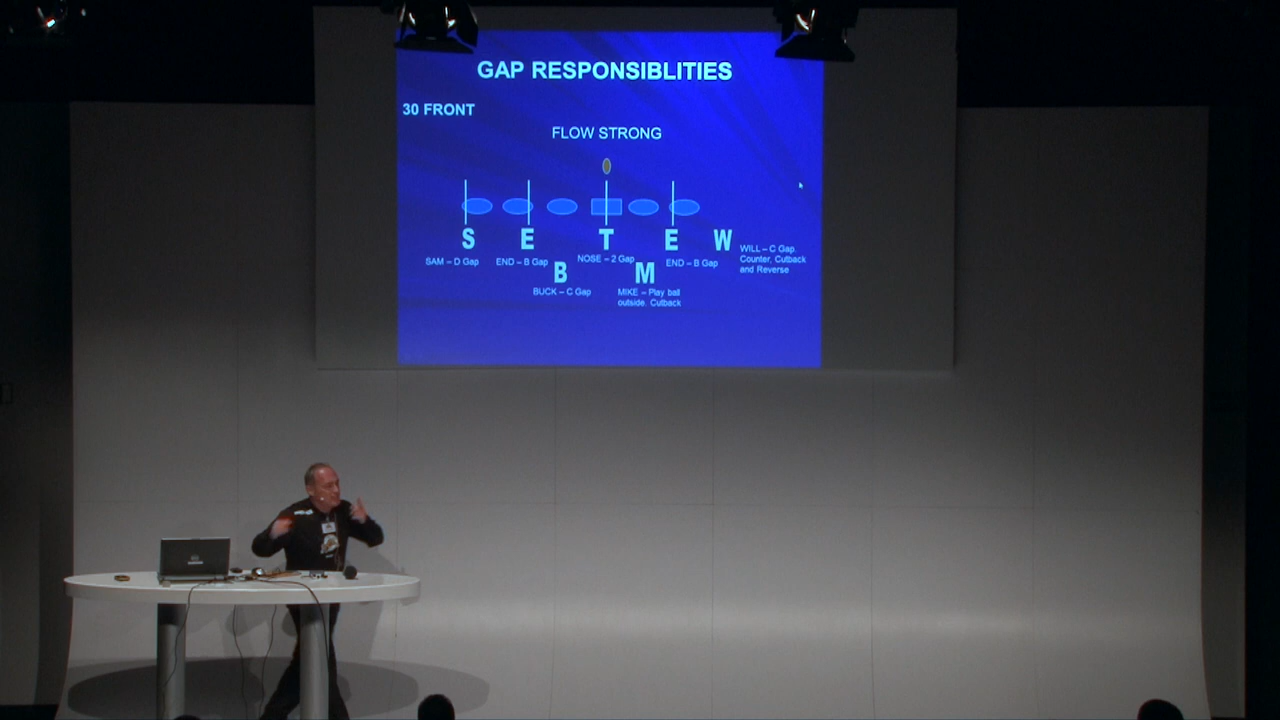 GAP RESPONSIBLITIES
30 FRONT
FLOW STRONG
S E T E W
SAM – D Gap
END – B Gap
NOSE – 2 Gap
END – B Gap
WILL – C Gap.
Counter, Cutback
and Reverse
B M
BUCK – C Gap
MIKE – Play ball
outside. Cutback